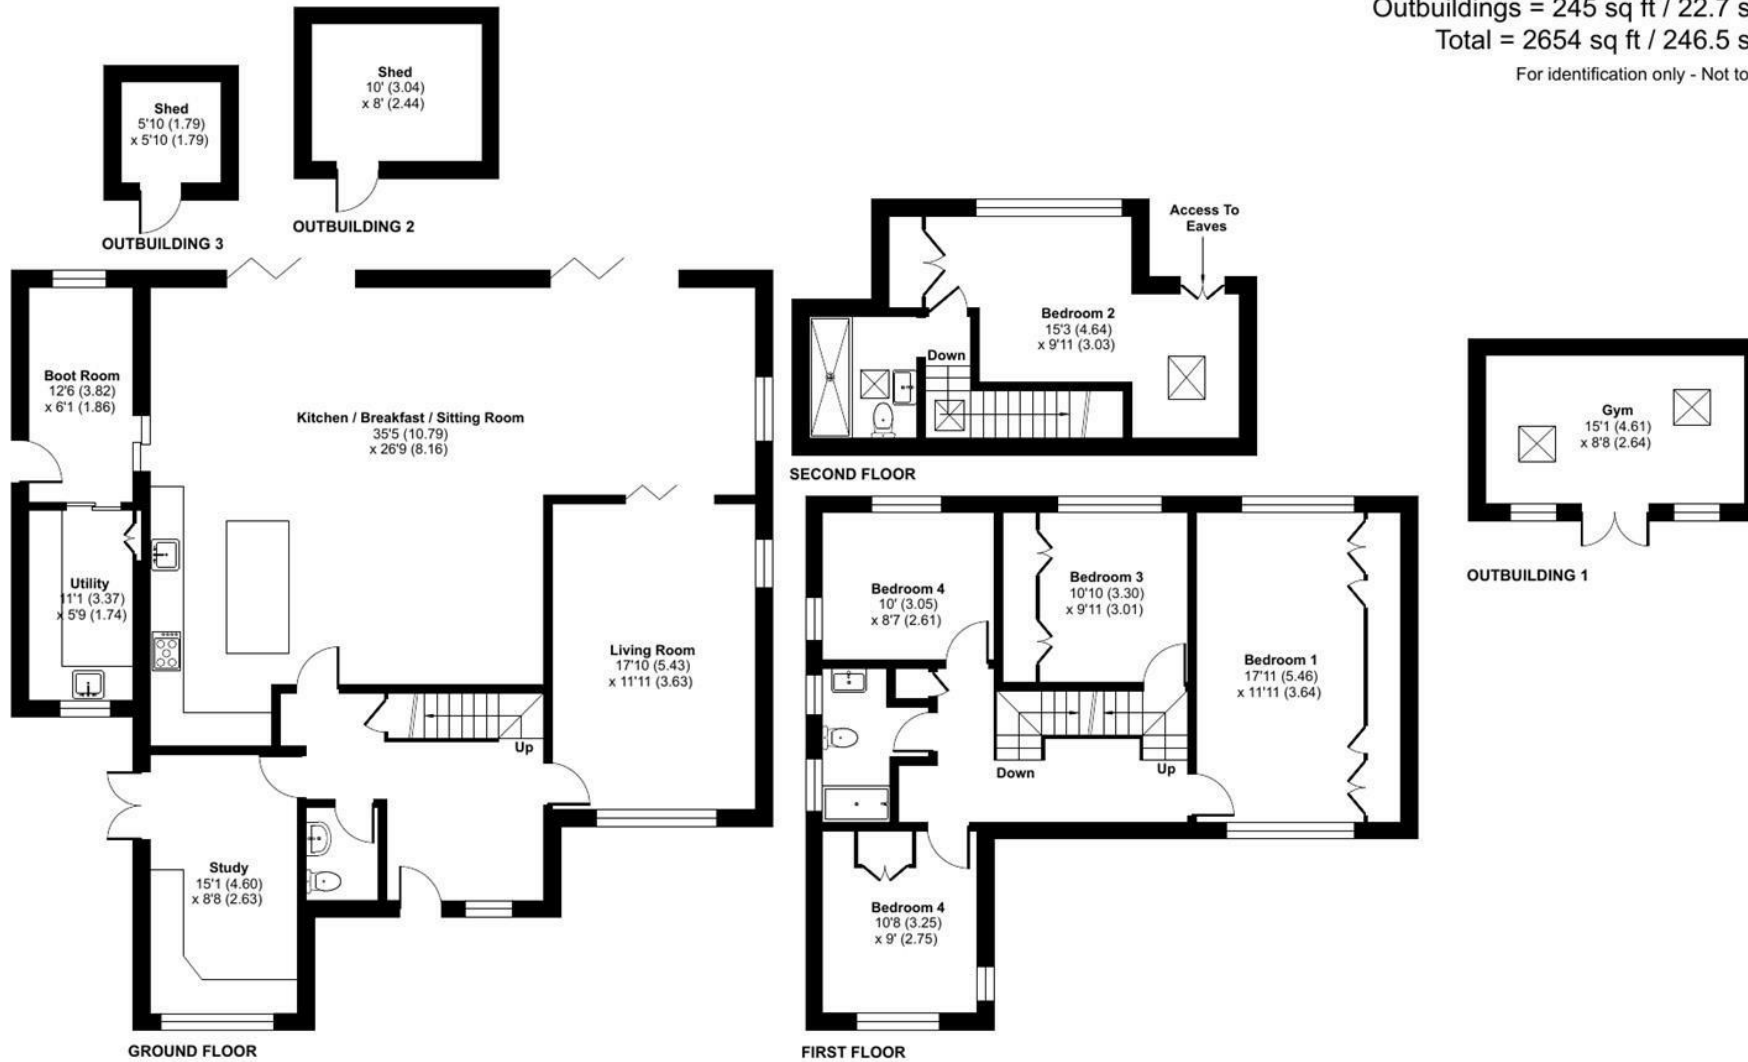 Outbuildings = 245 sq ft / 22.7 s
Total = 2654 sq ft / 246.5 s
For identification only - Not to
Shed
10' (3.04)
x 8' (2.44)
OUTBUILDING 2
Shed
5'10 (1.79)
x 5'10 (1.79)
OUTBUILDING 3
Boot Room
12'6 (3.82)
x 6'1 (1.86)
Kitchen / Breakfast / Sitting Room
35'5 (10.79)
x 26'9 (8.16)
Utility
11'1 (3.37)
x 5'9 (1.74)
Living Room
17'10 (5.43)
x 11'11 (3.63)
Up
Study
15'1 (4.60)
x 8'8 (2.63)
GROUND FLOOR
Access To
Eaves
Bedroom 2
15'3 (4.64)
x 9'11 (3.03)
Down
SECOND FLOOR
Gym
15'1 (4.61)
x 8'8 (2.64)
OUTBUILDING 1
Bedroom 4
10' (3.05)
x 8'7 (2.61)
Bedroom 3
10'10 (3.30)
x 9'11 (3.01)
Bedroom 1
17'11 (5.46)
x 11'11 (3.64)
Down
Up
Bedroom 4
10'8 (3.25)
x 9' (2.75)
FIRST FLOOR